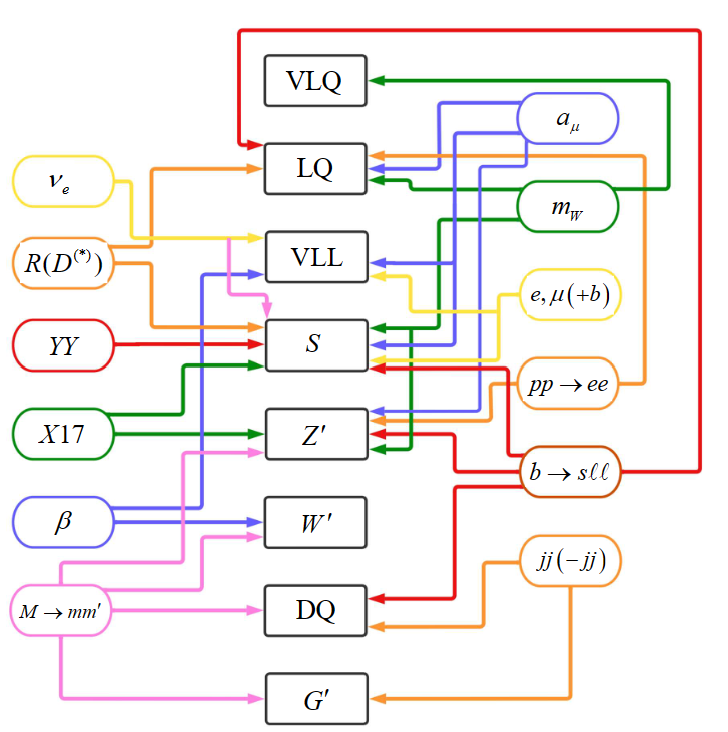 VLQ
LQ
VLL
S
Z′
W′
DQ
G′
ν_e
R(D^(*))
YY
X17
β
M → mm′
a_μ
m_W
e, μ(+b)
pp → ee
b → sℓℓ
jj(−jj)